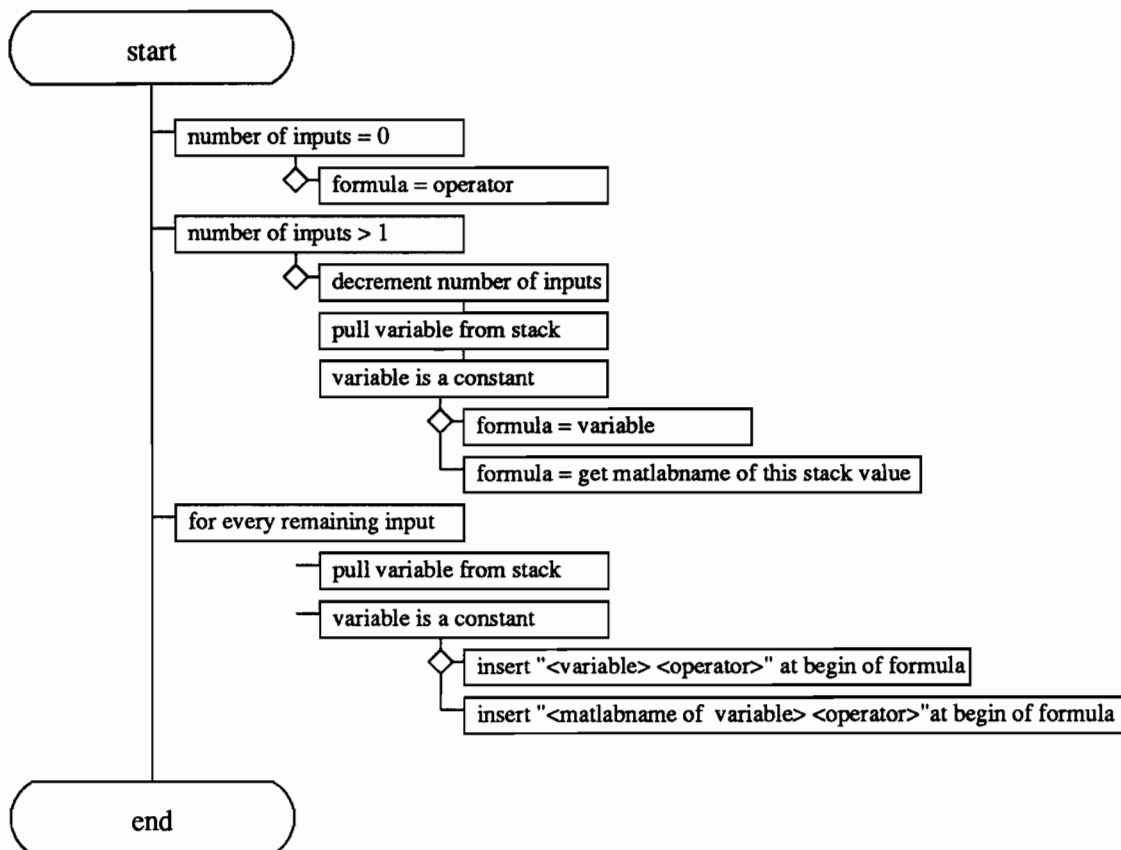 start
number of inputs = 0
formula = operator
number of inputs > 1
decrement number of inputs
pull variable from stack
variable is a constant
formula = variable
formula = get matlabname of this stack value
for every remaining input
pull variable from stack
variable is a constant
insert "<variable> <operator>" at begin of formula
insert "<matlabname of variable> <operator>"at begin of formula
end